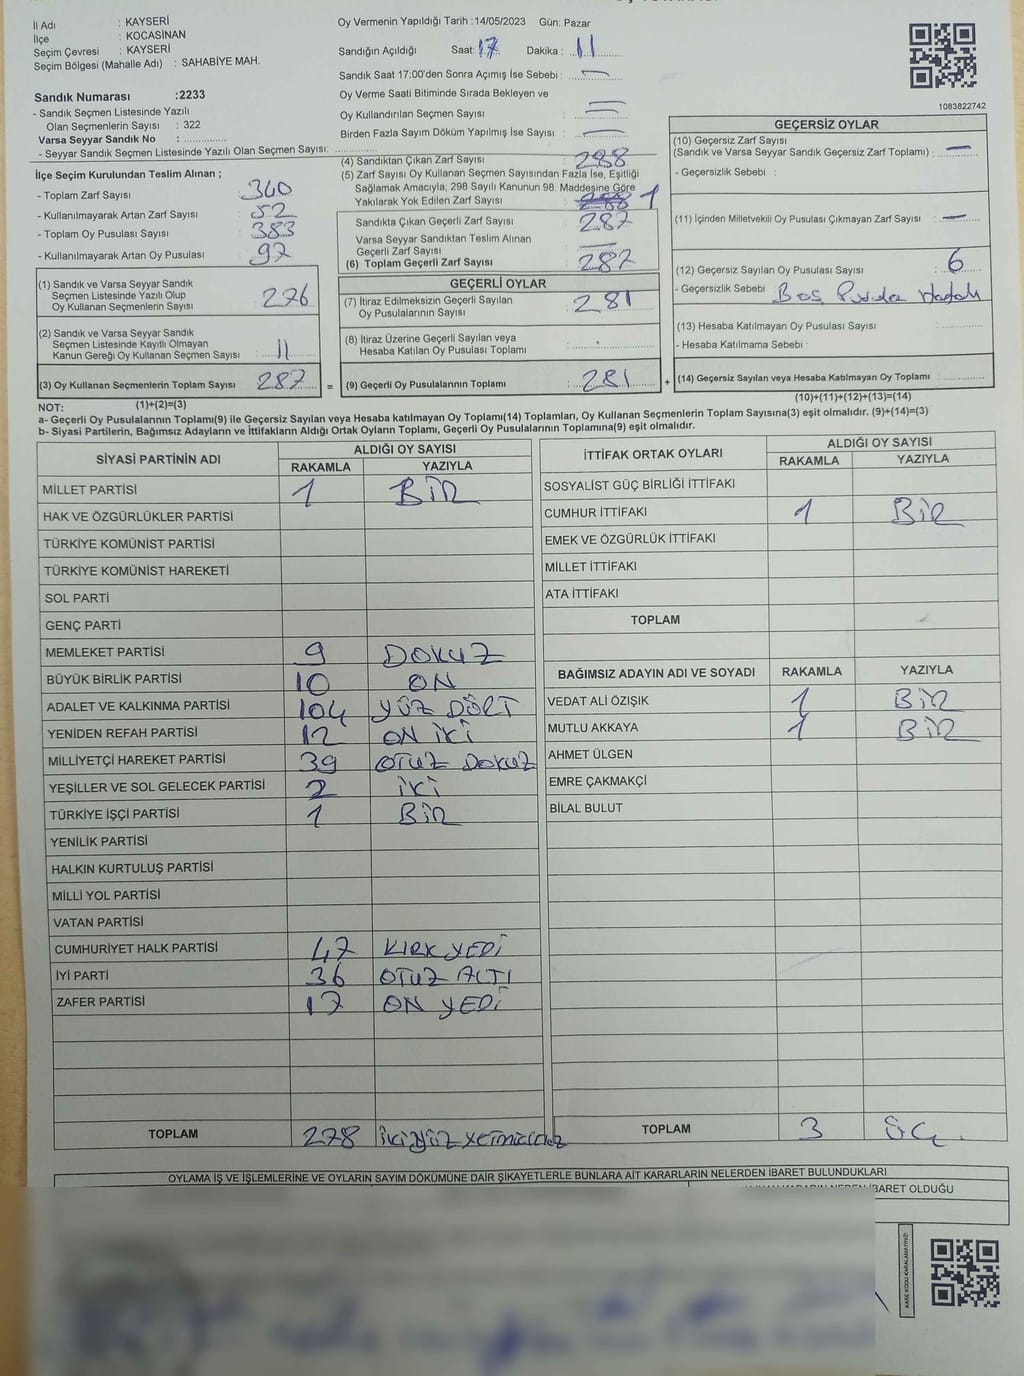 İl Adı : KAYSERİ
İlçe : KOCASİNAN
Seçim Çevresi : KAYSERİ
Seçim Bölgesi (Mahalle Adı) : SAHABİYE MAH.
Sandık Numarası :2233
- Sandık Seçmen Listesinde Yazılı
Olan Seçmenlerin Sayısı : 322
Varsa Seyyar Sandık No :
- Seyyar Sandık Seçmen Listesinde Yazılı Olan Seçmen Sayısı:
İlçe Seçim Kurulundan Teslim Alınan ;
- Toplam Zarf Sayısı 340
- Kullanılmayarak Artan Zarf Sayısı 52
- Toplam Oy Pusulası Sayısı 383
- Kullanılmayarak Artan Oy Pusulası 97
(1) Sandık ve Varsa Seyyar Sandık
Seçmen Listesinde Yazılı Olup
Oy Kullanan Seçmenlerin Sayısı 276
(2) Sandık ve Varsa Seyyar Sandık
Seçmen Listesinde Kayıtlı Olmayan
Kanun Gereği Oy Kullanan Seçmen Sayısı : 11
(3) Oy Kullanan Seçmenlerin Toplam Sayısı 287 =
(1)+(2)=(3)
Oy Vermenin Yapıldığı Tarih :14/05/2023 Gün: Pazar
Sandığın Açıldığı Saat: 17 Dakika : 11
Sandık Saat 17:00'den Sonra Açımış İse Sebebi : —
Oy Verme Saati Bitiminde Sırada Bekleyen ve
Oy Kullandırılan Seçmen Sayısı : —
Birden Fazla Sayım Döküm Yapılmış İse Sayısı : —
(4) Sandıktan Çıkan Zarf Sayısı : 288
(5) Zarf Sayısı Oy Kullanan Seçmen Sayısından Fazla İse, Eşitliği
Sağlamak Amacıyla, 298 Sayılı Kanunun 98. Maddesine Göre
Yakılarak Yok Edilen Zarf Sayısı 1
Sandıkta Çıkan Geçerli Zarf Sayısı 287
Varsa Seyyar Sandıktan Teslim Alınan
Geçerli Zarf Sayısı —
(6) Toplam Geçerli Zarf Sayısı : 287
GEÇERLİ OYLAR
(7) İtiraz Edilmeksizin Geçerli Sayılan
Oy Pusulalarının Sayısı : 281
(8) İtiraz Üzerine Geçerli Sayılan veya
Hesaba Katılan Oy Pusulası Toplamı :
(9) Geçerli Oy Pusulalarının Toplamı : 281 +
1083822742
GEÇERSİZ OYLAR
(10) Geçersiz Zarf Sayısı
(Sandık ve Varsa Seyyar Sandık Geçersiz Zarf Toplamı) : —
- Geçersizlik Sebebi :
(11) İçinden Milletvekili Oy Pusulası Çıkmayan Zarf Sayısı : —
(12) Geçersiz Sayılan Oy Pusulası Sayısı : 6
- Geçersizlik Sebebi : Boş Pusula Hatalı
(13) Hesaba Katılmayan Oy Pusulası Sayısı :
- Hesaba Katılmama Sebebi :
(14) Geçersiz Sayılan veya Hesaba Katılmayan Oy Toplamı :
(10)+(11)+(12)+(13)=(14)
NOT:
a- Geçerli Oy Pusulalarının Toplamı(9) ile Geçersiz Sayılan veya Hesaba katılmayan Oy Toplamı(14) Toplamları, Oy Kullanan Seçmenlerin Toplam Sayısına(3) eşit olmalıdır. (9)+(14)=(3)
b- Siyasi Partilerin, Bağımsız Adayların ve İttifakların Aldığı Ortak Oyların Toplamı, Geçerli Oy Pusulalarının Toplamına(9) eşit olmalıdır.
SİYASİ PARTİNİN ADI ALDIĞI OY SAYISI
RAKAMLA YAZIYLA
MİLLET PARTİSİ 1 BİR
HAK VE ÖZGÜRLÜKLER PARTİSİ
TÜRKİYE KOMÜNİST PARTİSİ
TÜRKİYE KOMÜNİST HAREKETİ
SOL PARTİ
GENÇ PARTİ
MEMLEKET PARTİSİ 9 DOKUZ
BÜYÜK BİRLİK PARTİSİ 10 ON
ADALET VE KALKINMA PARTİSİ 104 YÜZ DÖRT
YENİDEN REFAH PARTİSİ 12 ON İKİ
MİLLİYETÇİ HAREKET PARTİSİ 39 OTUZ DOKUZ
YEŞİLLER VE SOL GELECEK PARTİSİ 2 İKİ
TÜRKİYE İŞÇİ PARTİSİ 1 BİR
YENİLİK PARTİSİ
HALKIN KURTULUŞ PARTİSİ
MİLLİ YOL PARTİSİ
VATAN PARTİSİ
CUMHURİYET HALK PARTİSİ 47 KIRK YEDİ
İYİ PARTİ 36 OTUZ ALTI
ZAFER PARTİSİ 17 ON YEDİ
TOPLAM 278 İkiyüz
İTTİFAK ORTAK OYLARI ALDIĞI OY SAYISI
RAKAMLA YAZIYLA
SOSYALİST GÜÇ BİRLİĞİ İTTİFAKI
CUMHUR İTTİFAKI 1 BİR
EMEK VE ÖZGÜRLÜK İTTİFAKI
MİLLET İTTİFAKI
ATA İTTİFAKI
TOPLAM
BAĞIMSIZ ADAYIN ADI VE SOYADI RAKAMLA YAZIYLA
VEDAT ALİ ÖZIŞIK 1 BİR
MUTLU AKKAYA 1 BİR
AHMET ÜLGEN
EMRE ÇAKMAKÇİ
BİLAL BULUT
TOPLAM 3 ÜÇ
OYLAMA İŞ VE İŞLEMLERİNE VE OYLARIN SAYIM DÖKÜMÜNE DAİR ŞİKAYETLERLE BUNLARA AİT KARARLARIN NELERDEN İBARET BULUNDUKLARI
İBARET OLDUĞU
KARE KODU KARALAMAYINIZ!